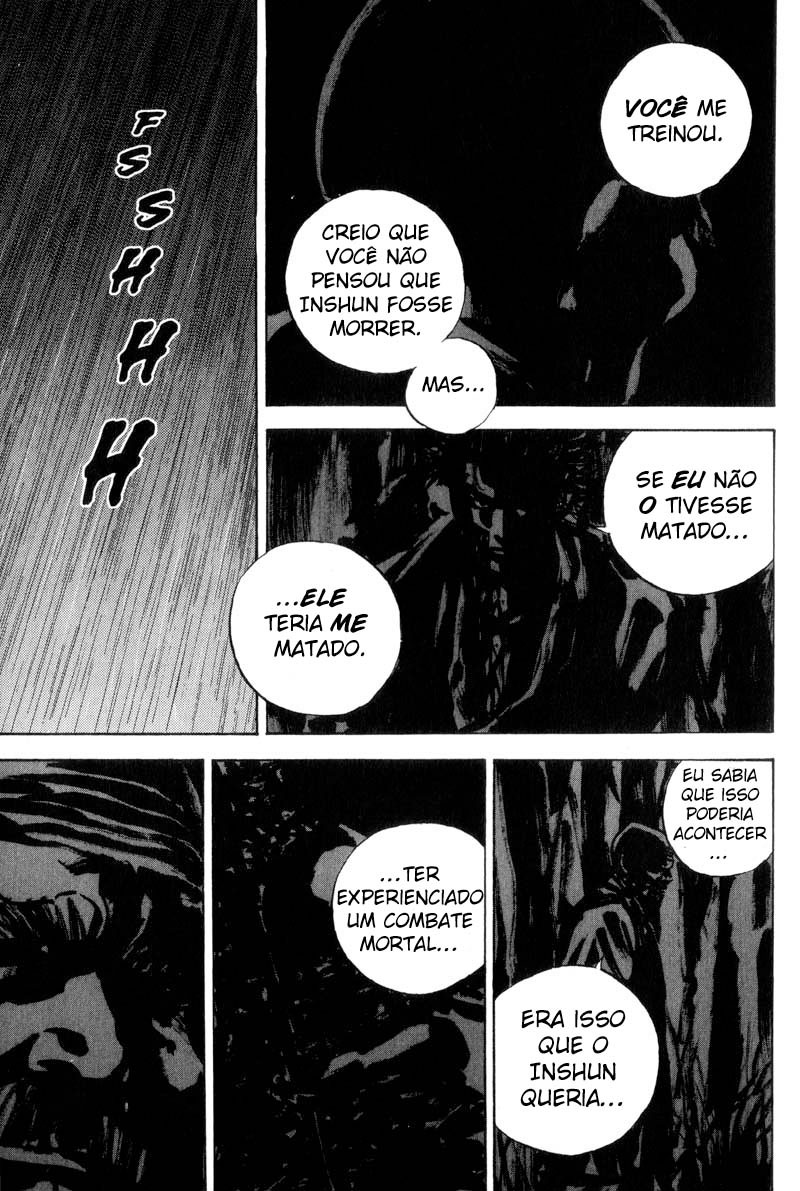 VOCÊ ME
TREINOU.
CREIO QUE
VOCÊ NÃO
PENSOU QUE
INSHUN FOSSE
MORRER.
MAS...
FSSHHH
SE EU NÃO
O TIVESSE
MATADO...
...ELE
TERIA ME
MATADO.
EU SABIA
QUE ISSO
PODERIA
ACONTECER
...
ERA ISSO
QUE O
INSHUN
QUERIA...
...TER
EXPERIENCIADO
UM COMBATE
MORTAL...